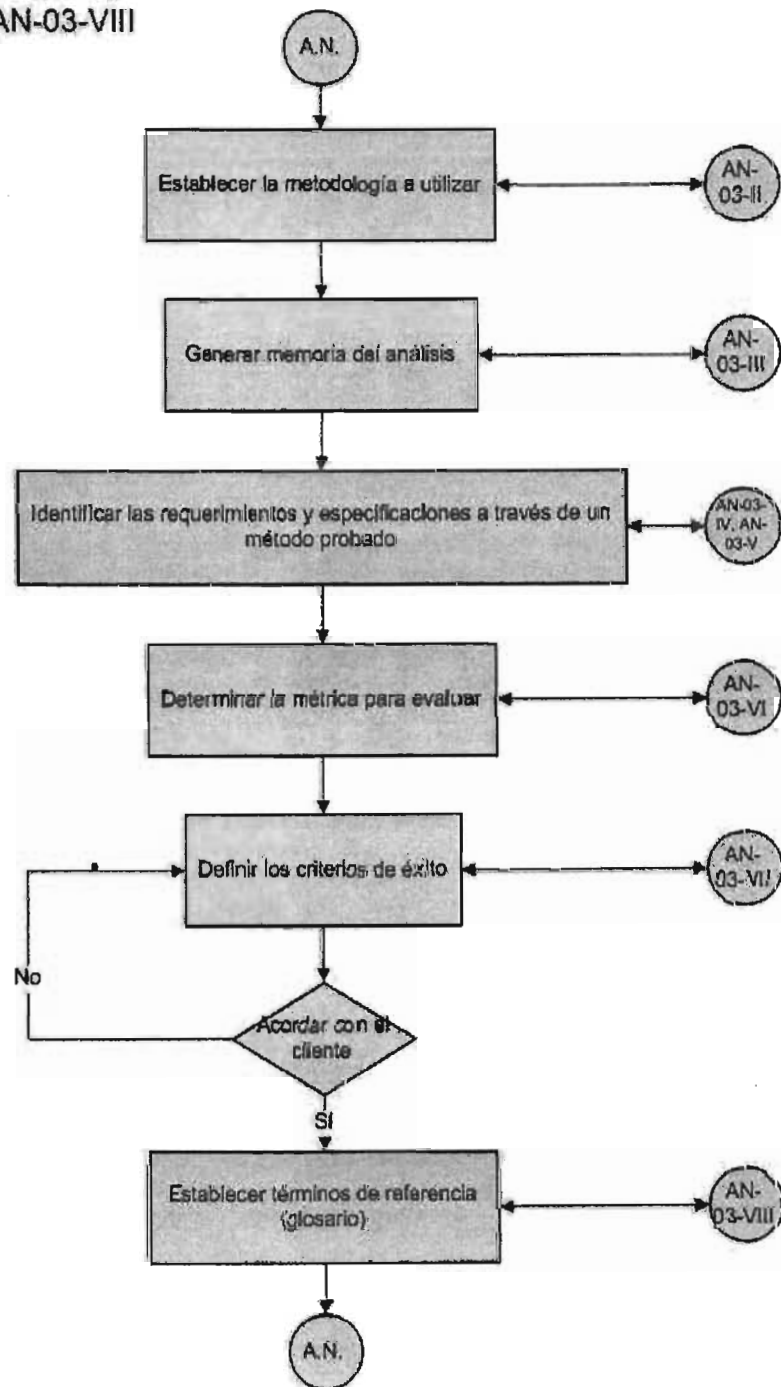 AN-03-VIII
A.N.
Establecer la metodología a utilizar
AN-
03-II
Generar memoria del análisis
AN-
03-III
Identificar las requerimientos y especificaciones a través de un
método probado
AN-03-
IV, AN-
03-V
Determinar la métrica para evaluar
AN-
03-VI
Definir los criterios de éxito
AN-
03-VII
No
Acordar con el
cliente
Sí
Establecer términos de referencia
(glosario)
AN-
03-VIII
A.N.